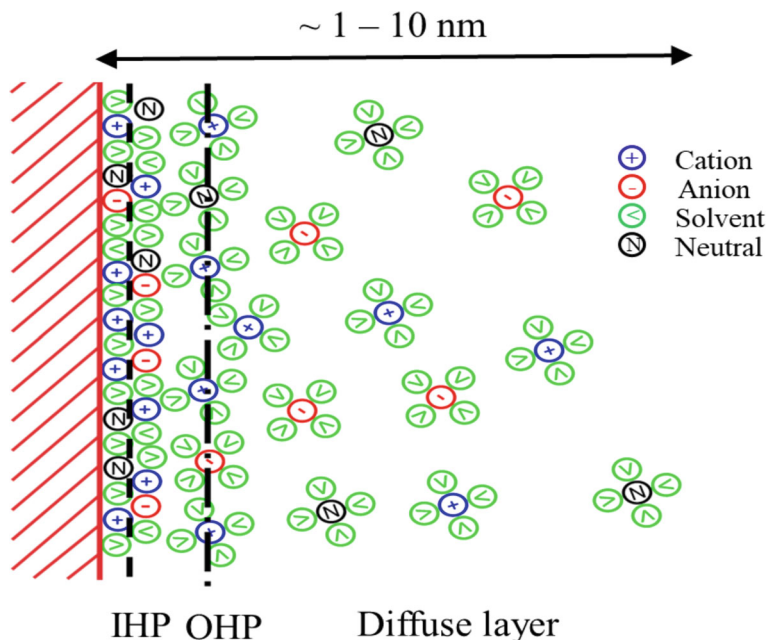 ~ 1 – 10 nm
+ Cation
- Anion
< Solvent
N Neutral
IHP OHP Diffuse layer